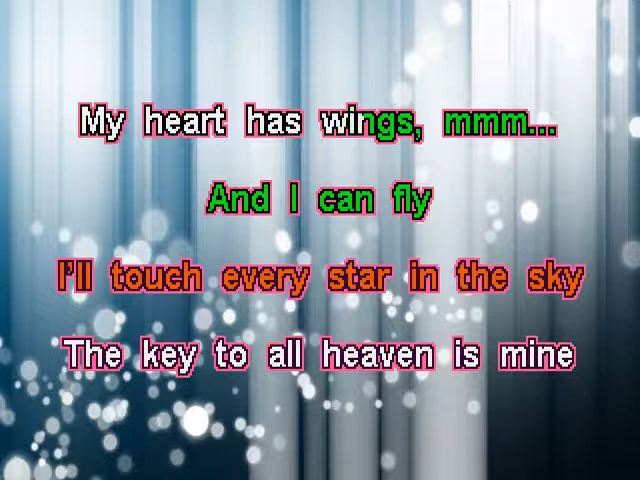 My heart has wings, mmm...
And I can fly
I'll touch every star in the sky
The key to all heaven is mine